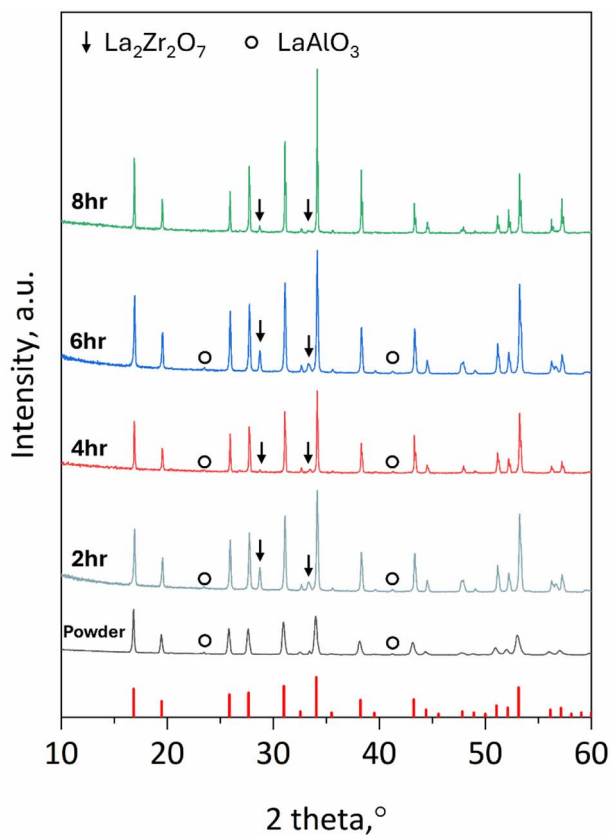 ↓ La₂Zr₂O₇ ○ LaAlO₃
8hr
6hr
4hr
2hr
Powder
Intensity, a.u.
10 20 30 40 50 60
2 theta,°